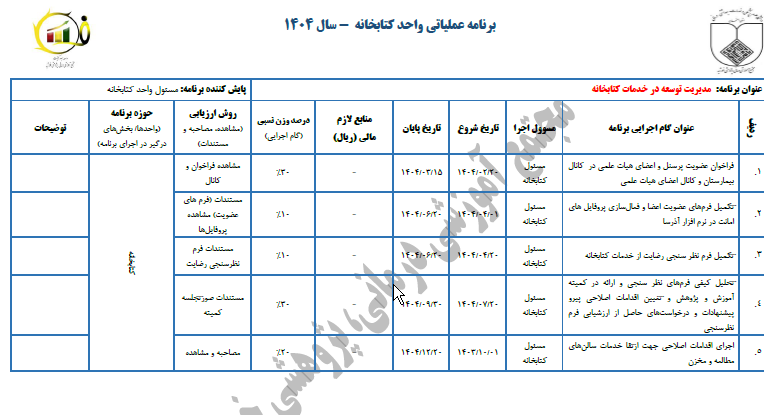 برنامه عملیاتی واحد کتابخانه – سال ۱۴۰۴
عنوان برنامه: مدیریت توسعه در خدمات کتابخانه
پایش کننده برنامه: مسئول واحد کتابخانه
ردیف
عنوان گام اجرایی برنامه
مسوول اجرا
تاریخ شروع
تاریخ پایان
منابع لازم
مالی (ریال)
درصد وزن نسبی
(گام اجرایی)
روش ارزیابی
(مشاهده، مصاحبه و
مستندات)
حوزه برنامه
(واحدها/ بخش‌های
درگیر در اجرای برنامه)
توضیحات
۱.
فراخوان عضویت پرسنل و اعضای هیات علمی در کانال
بیمارستان و کانال اعضای هیات علمی
مسئول
کتابخانه
۱۴۰۴/۰۲/۲۰
۱۴۰۴/۰۳/۱۵
-
٪۳۰
مشاهده فراخوان و
کانال
کتابخانه
۲.
-تکمیل فرم‌های عضویت اعضا و فعال‌سازی پروفایل های
امانت در نرم افزار آذرسا
مسئول
کتابخانه
۱۴۰۴/۰۴/۰۱
۱۴۰۴/۰۶/۲۰
-
٪۱۰
مستندات (فرم های
عضویت) مشاهده
پروفایل‌ها
۳.
-تکمیل فرم نظر سنجی رضایت از خدمات کتابخانه
مسئول
کتابخانه
۱۴۰۴/۰۴/۲۰
۱۴۰۴/۰۶/۲۰
-
٪۱۰
مستندات فرم
نظرسنجی رضایت
۴.
-تحلیل کیفی فرم‌های نظر سنجی و ارائه در کمیته
آموزش و پژوهش و تعیین اقدامات اصلاحی پیرو
پیشنهادات و درخواست‌های حاصل از ارزشیابی فرم
نظرسنجی
مسئول
کتابخانه
۱۴۰۴/۰۷/۲۰
۱۴۰۴/۰۹/۳۰
-
٪۳۰
مستندات صورتجلسه
کمیته
۵.
اجرای اقدامات اصلاحی جهت ارتقا خدمات سالن‌های
مطالعه و مخزن
مسئول
کتابخانه
۱۴۰۳/۱۰/۰۱
۱۴۰۴/۱۲/۲۰
-
٪۲۰
مصاحبه و مشاهده
مجتمع آموزشی درمانی، پژوهشی